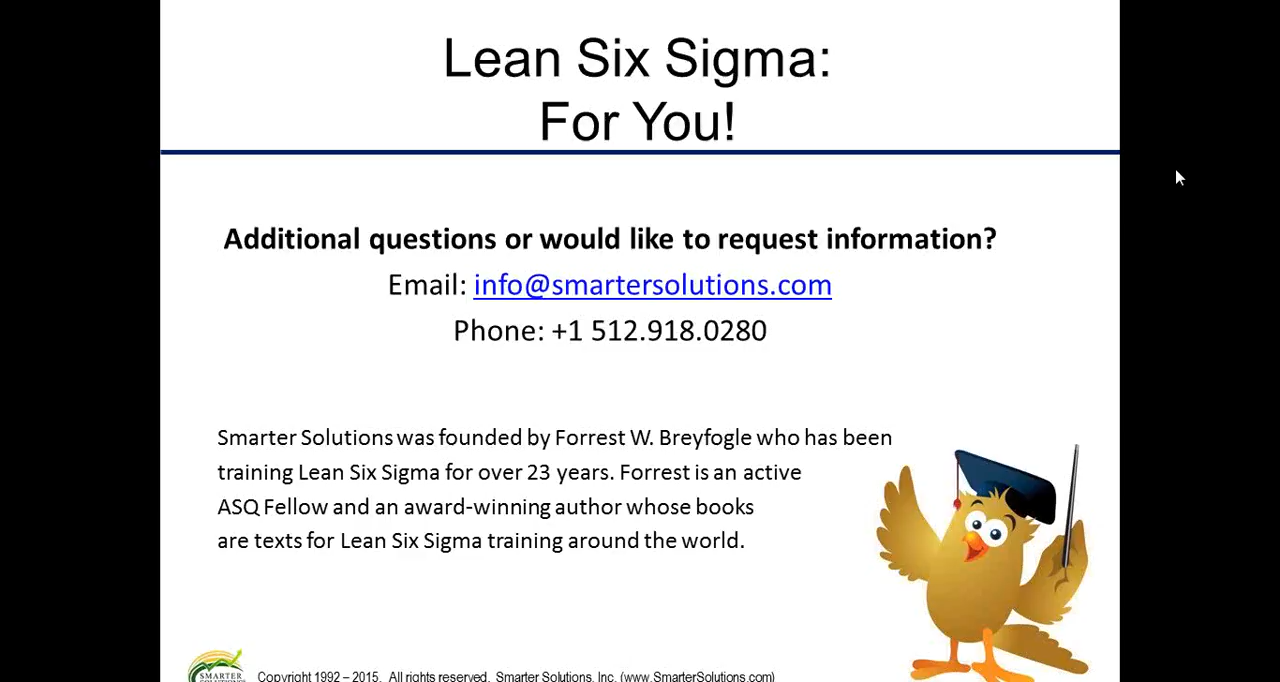 Lean Six Sigma:
For You!
Additional questions or would like to request information?
Email: info@smartersolutions.com
Phone: +1 512.918.0280
Smarter Solutions was founded by Forrest W. Breyfogle who has been
training Lean Six Sigma for over 23 years. Forrest is an active
ASQ Fellow and an award-winning author whose books
are texts for Lean Six Sigma training around the world.
SMARTER
Copyright 1992 – 2015. All rights reserved. Smarter Solutions, Inc. (www.SmarterSolutions.com)